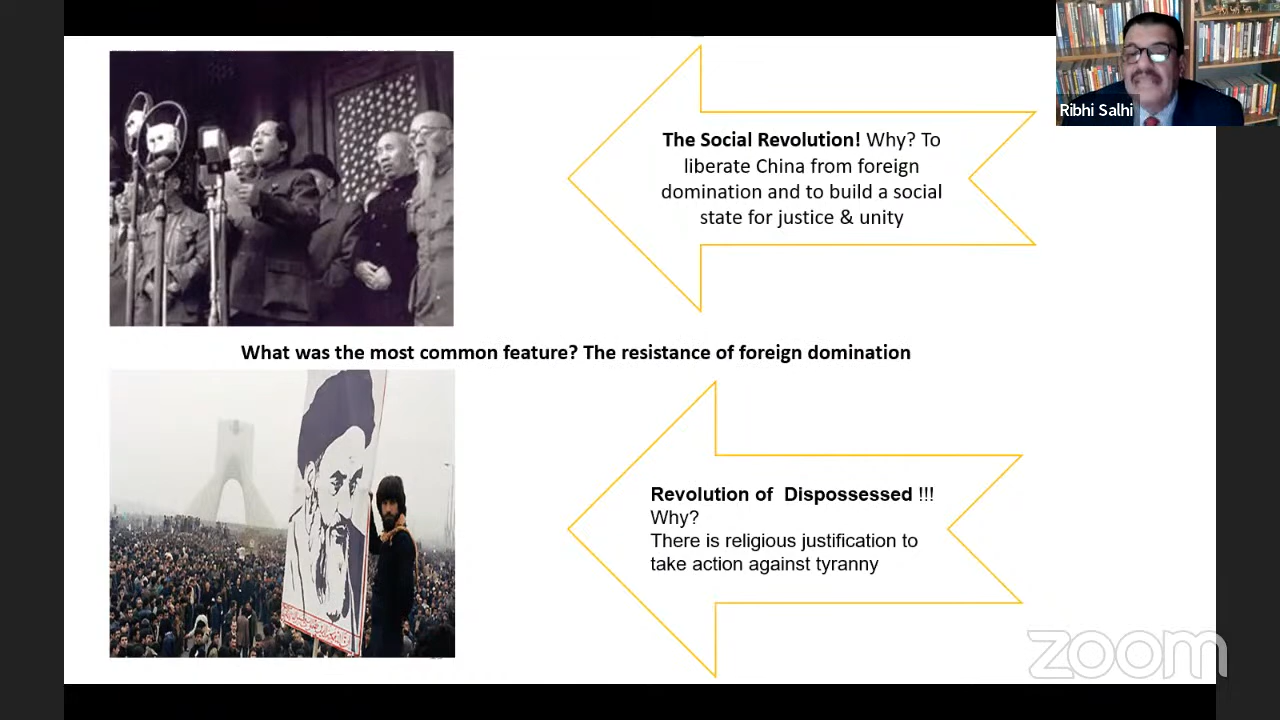 Ribhi Salhi
The Social Revolution! Why? To
liberate China from foreign
domination and to build a social
state for justice & unity
What was the most common feature? The resistance of foreign domination
Revolution of  Dispossessed !!!
Why?
There is religious justification to
take action against tyranny
zoom